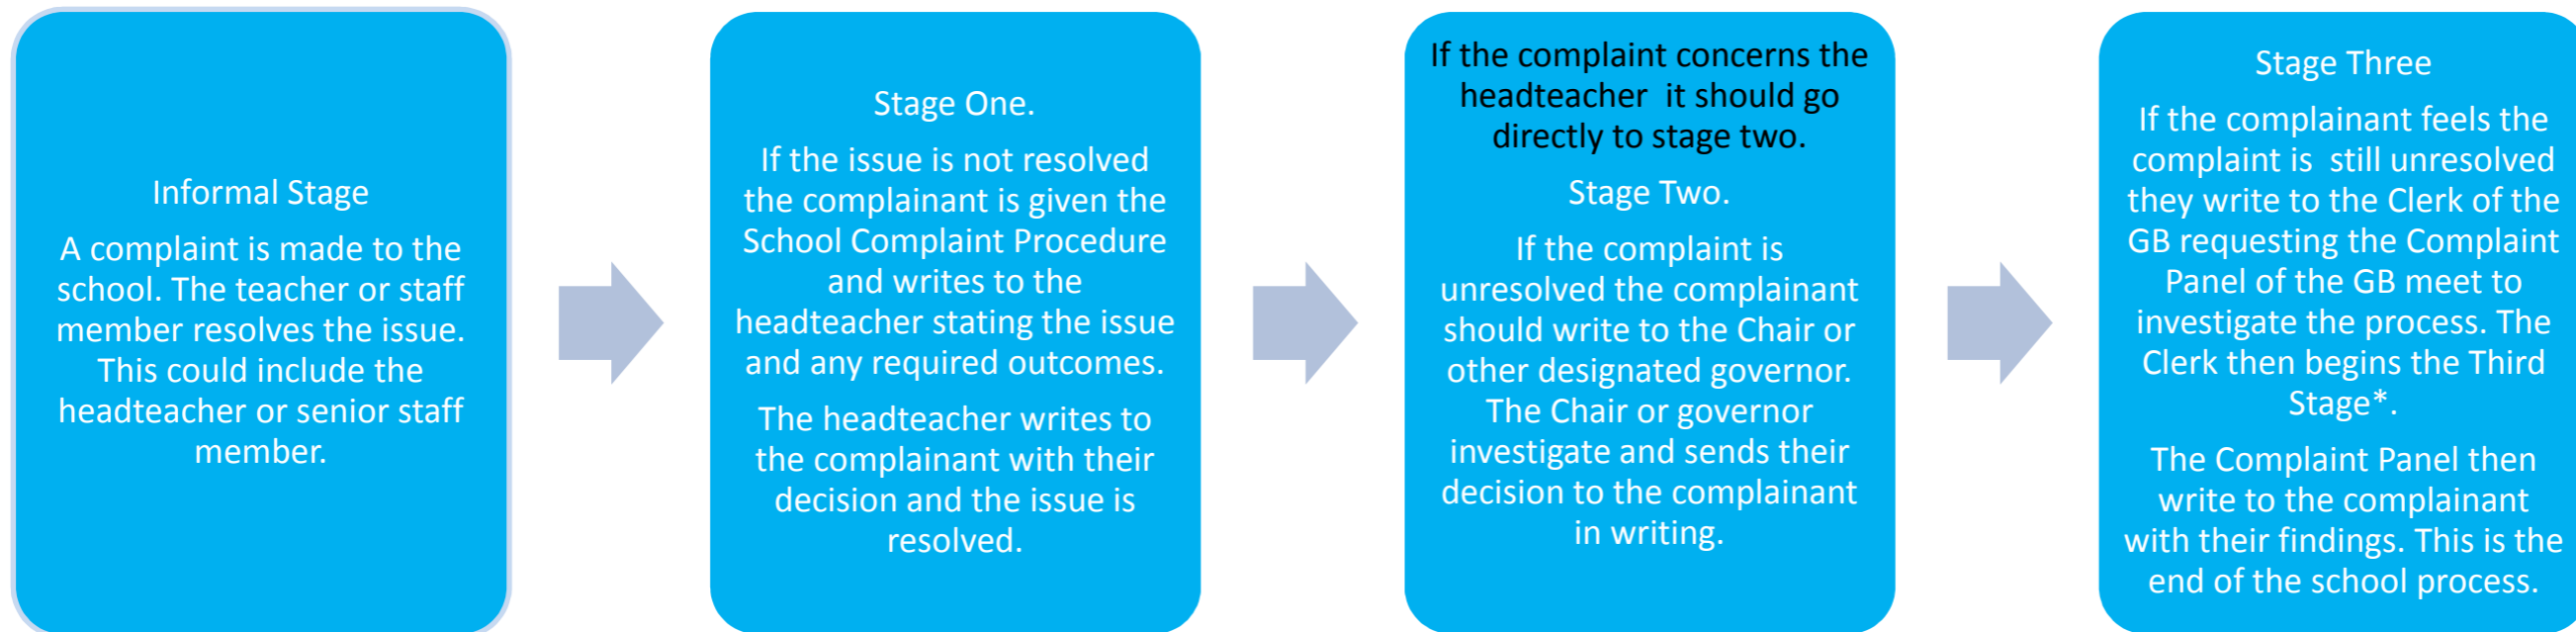 Informal Stage
A complaint is made to the
school. The teacher or staff
member resolves the issue.
This could include the
headteacher or senior staff
member.
Stage One.
If the issue is not resolved
the complainant is given the
School Complaint Procedure
and writes to the
headteacher stating the issue
and any required outcomes.
The headteacher writes to
the complainant with their
decision and the issue is
resolved.
If the complaint concerns the
headteacher it should go
directly to stage two.
Stage Two.
If the complaint is
unresolved the complainant
should write to the Chair or
other designated governor.
The Chair or governor
investigate and sends their
decision to the complainant
in writing.
Stage Three
If the complainant feels the
complaint is still unresolved
they write to the Clerk of the
GB requesting the Complaint
Panel of the GB meet to
investigate the process. The
Clerk then begins the Third
Stage*.
The Complaint Panel then
write to the complainant
with their findings. This is the
end of the school process.